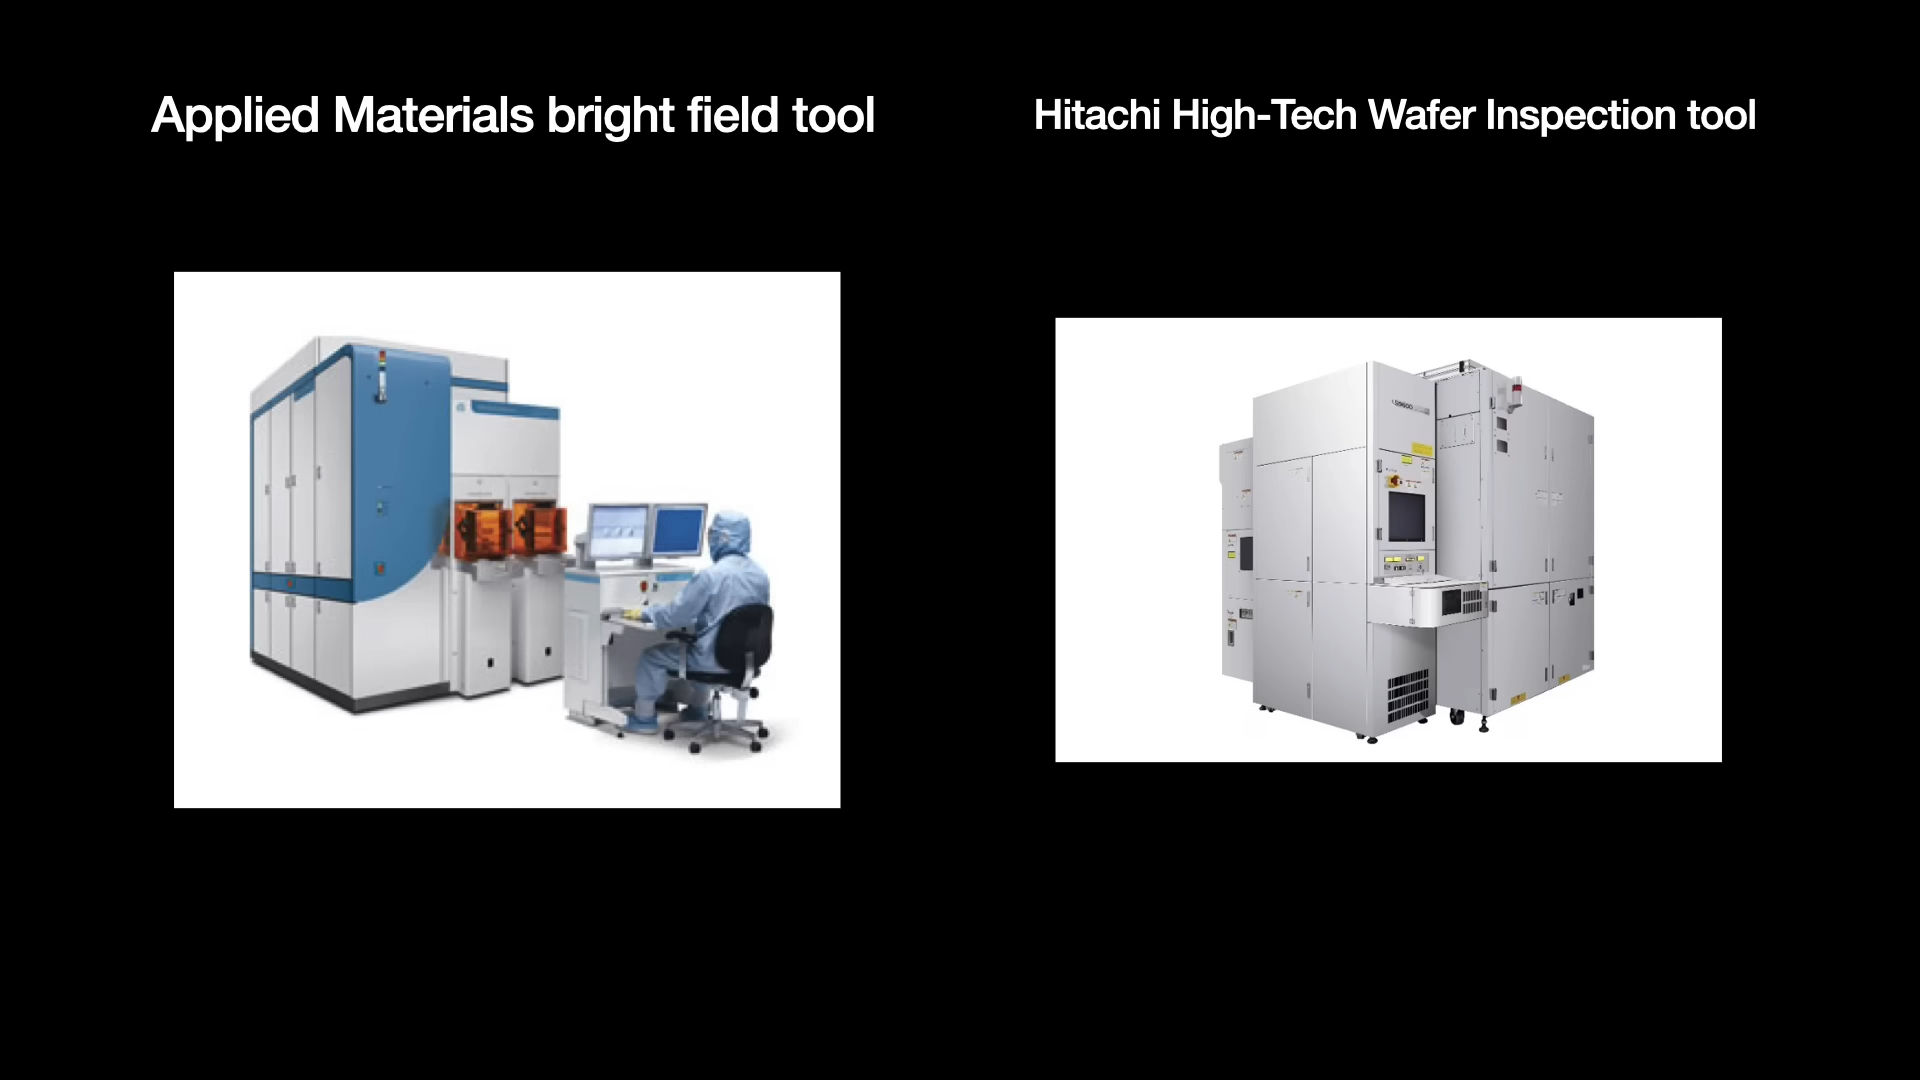 Applied Materials bright field tool
Hitachi High-Tech Wafer Inspection tool